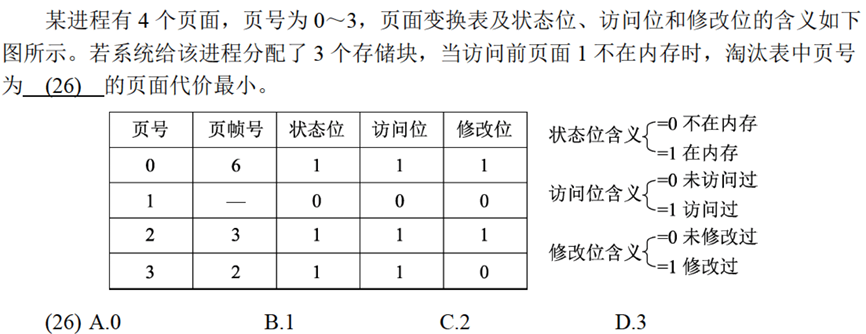 某进程有 4 个页面，页号为 0～3，页面变换表及状态位、访问位和修改位的含义如下
图所示。若系统给该进程分配了 3 个存储块，当访问前页面 1 不在内存时，淘汰表中页号
为 (26) 的页面代价最小。
页号 页帧号 状态位 访问位 修改位
0 6 1 1 1
1 — 0 0 0
2 3 1 1 1
3 2 1 1 0
状态位含义 =0 不在内存
=1 在内存
访问位含义 =0 未访问过
=1 访问过
修改位含义 =0 未修改过
=1 修改过
(26) A.0 B.1 C.2 D.3